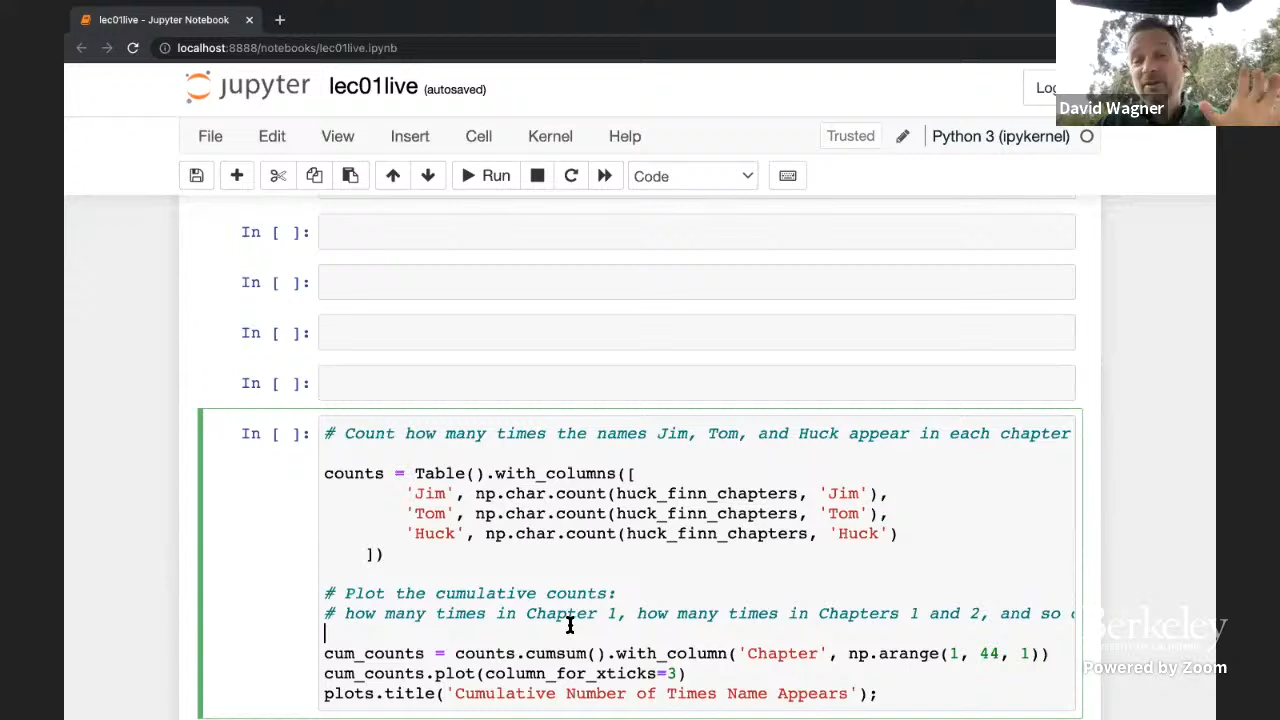 lec01live - Jupyter Notebook
localhost:8888/notebooks/lec01live.ipynb
jupyter lec01live (autosaved)
David Wagner
File Edit View Insert Cell Kernel Help Trusted Python 3 (ipykernel)
Run Code
In [ ]:
In [ ]:
In [ ]:
In [ ]:
In [ ]:
# Count how many times the names Jim, Tom, and Huck appear in each chapter
counts = Table().with_columns([
'Jim', np.char.count(huck_finn_chapters, 'Jim'),
'Tom', np.char.count(huck_finn_chapters, 'Tom'),
'Huck', np.char.count(huck_finn_chapters, 'Huck')
])
# Plot the cumulative counts:
# how many times in Chapter 1, how many times in Chapters 1 and 2, and so
cum_counts = counts.cumsum().with_column('Chapter', np.arange(1, 44, 1))
cum_counts.plot(column_for_xticks=3)
plots.title('Cumulative Number of Times Name Appears');
Berkeley
Powered by Zoom